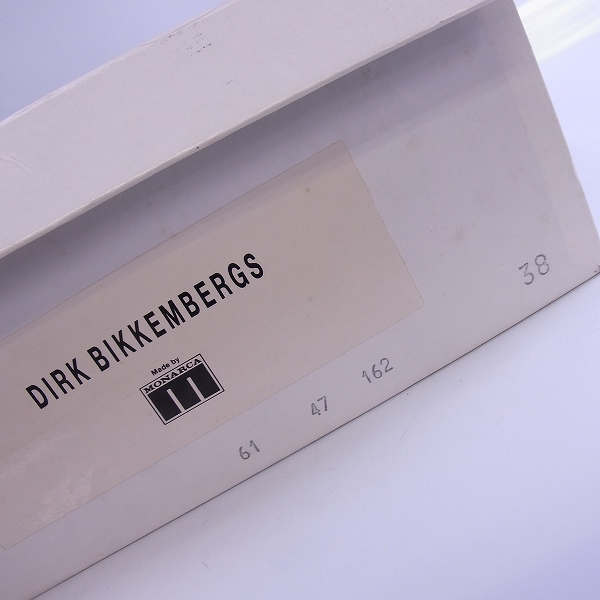 DIRK BIKKEMBERGS
Made by
MONARCA
61 47 162
38